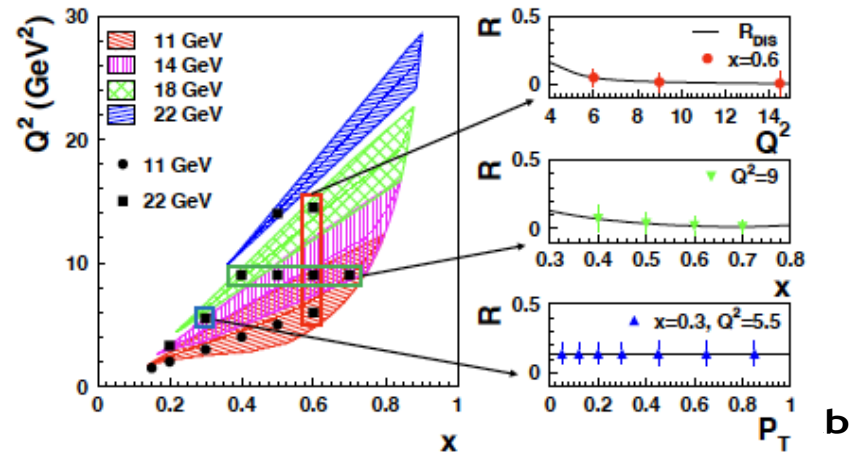 Q² (GeV²)
30
20
10
0
11 GeV
14 GeV
18 GeV
22 GeV
11 GeV
22 GeV
0 0.2 0.4 0.6 0.8 1
x
R
0.5
0
R_DIS
x=0.6
4 6 8 10 12 14
Q²
R
0.5
0
Q²=9
0.3 0.4 0.5 0.6 0.7 0.8
x
R
0.5
0
x=0.3, Q²=5.5
0 0.2 0.4 0.6 0.8 1
P_T
b